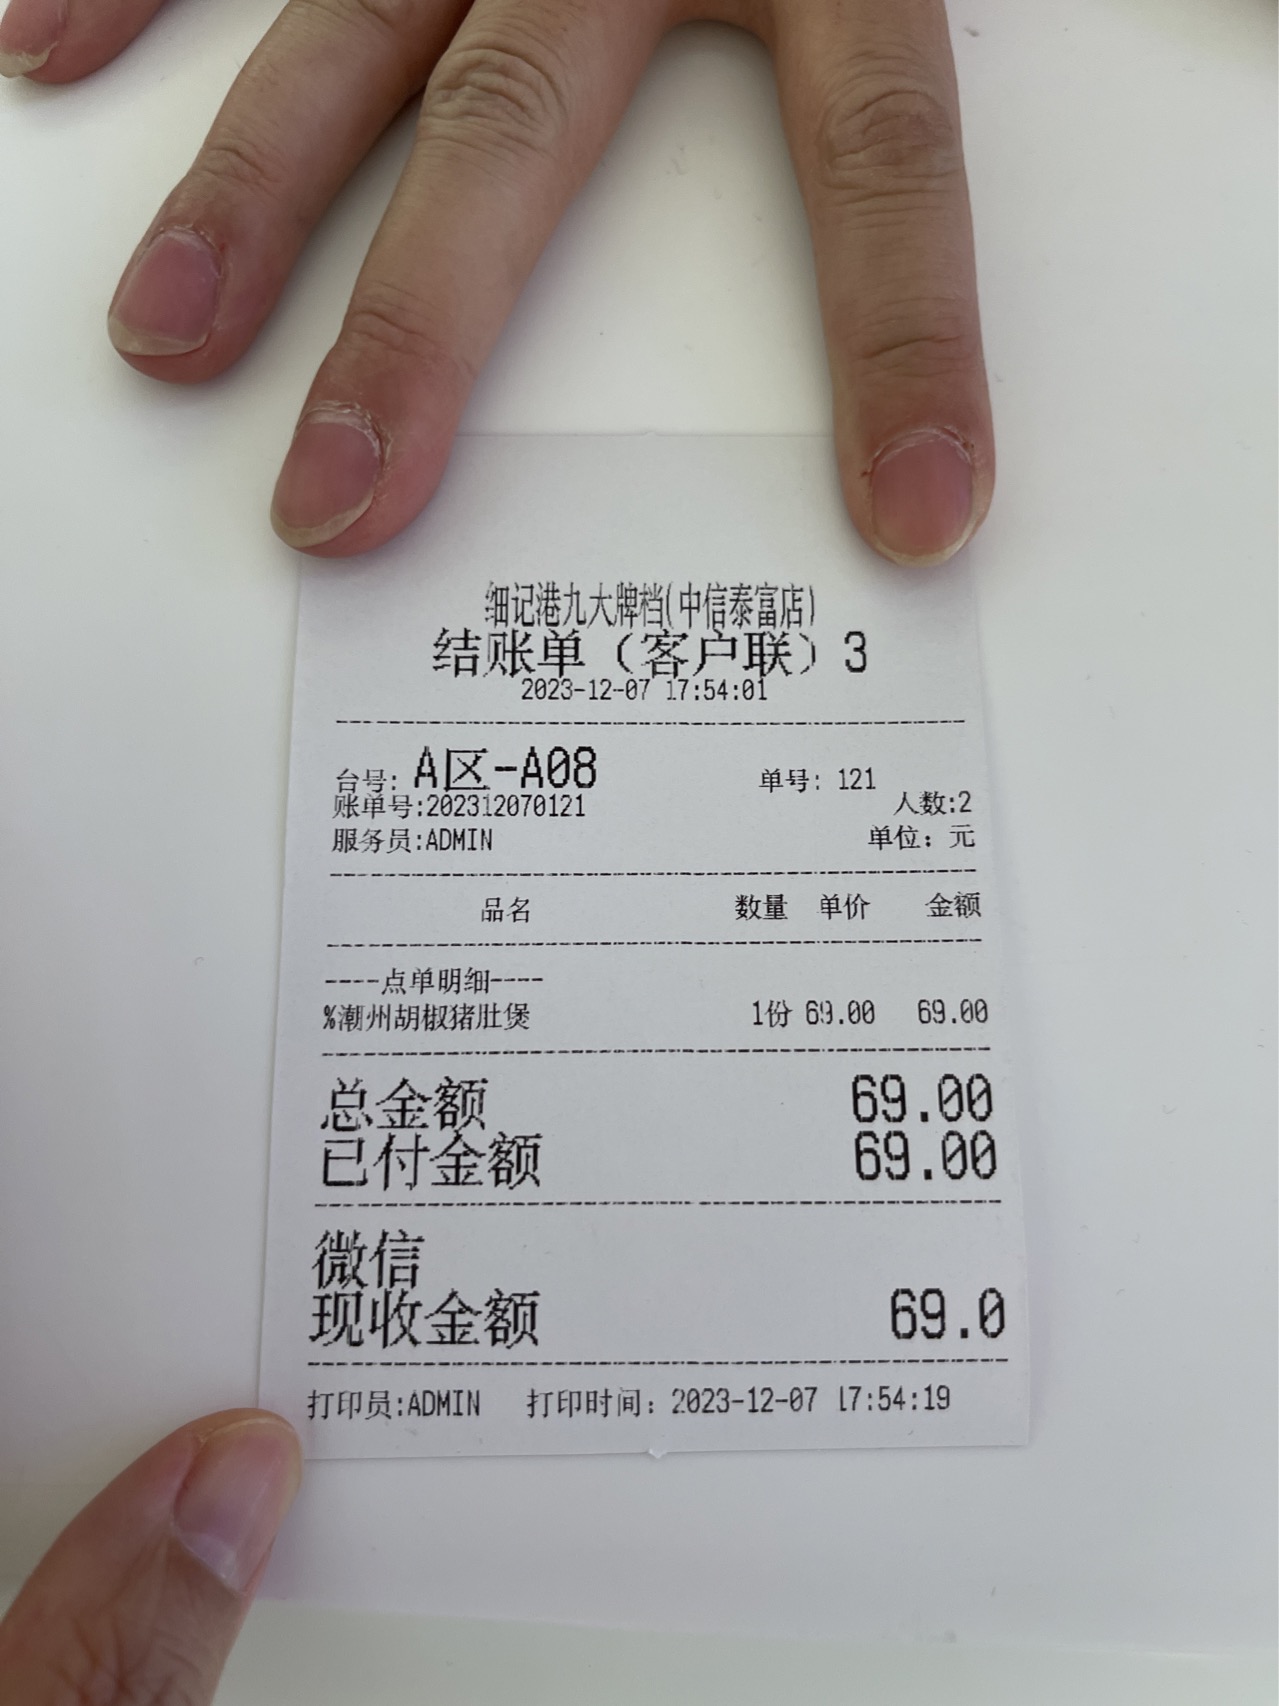 细记港九大牌档(中信泰富店)
结账单（客户联）3
2023-12-07 17:54:01
台号: A区-A08 单号: 121
账单号:202312070121 人数:2
服务员:ADMIN 单位：元
品名 数量 单价 金额
----点单明细----
%潮州胡椒猪肚煲 1份 69.00 69.00
总金额 69.00
已付金额 69.00
微信
现收金额 69.0
打印员:ADMIN 打印时间：2023-12-07 17:54:19